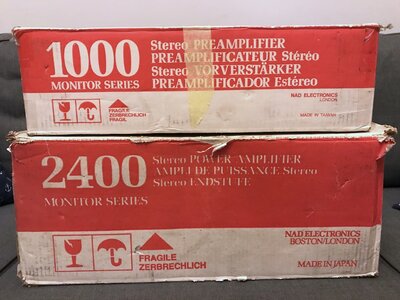 1000
MONITOR SERIES
Stereo PREAMPLIFIER
PREAMPLIFICATEUR Stéréo
Stereo VORVERSTÄRKER
PREAMPLIFICADOR Estéreo
FRAGILE
ZERBRECHLICH
FRAGIL
NAD ELECTRONICS
LONDON
MADE IN TAIWAN
2400
MONITOR SERIES
Stereo POWER AMPLIFIER
AMPLI DE PUISSANCE Stereo
Stereo ENDSTUFE
FRAGILE
ZERBRECHLICH
NAD ELECTRONICS
BOSTON/LONDON
MADE IN JAPAN